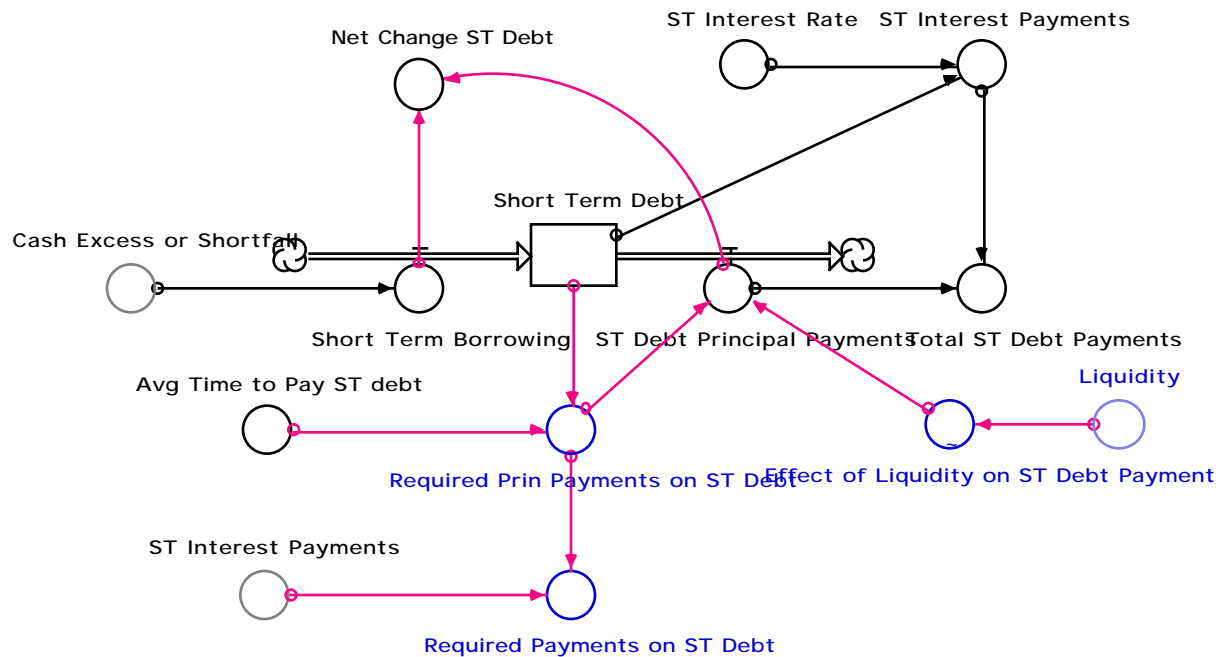 ST Interest Rate
ST Interest Payments
Net Change ST Debt
Short Term Debt
Cash Excess or Shortfall
Short Term Borrowing
ST Debt Principal Payments
Total ST Debt Payments
Liquidity
Avg Time to Pay ST debt
Required Prin Payments on ST Debt
~
Effect of Liquidity on ST Debt Payment
ST Interest Payments
Required Payments on ST Debt